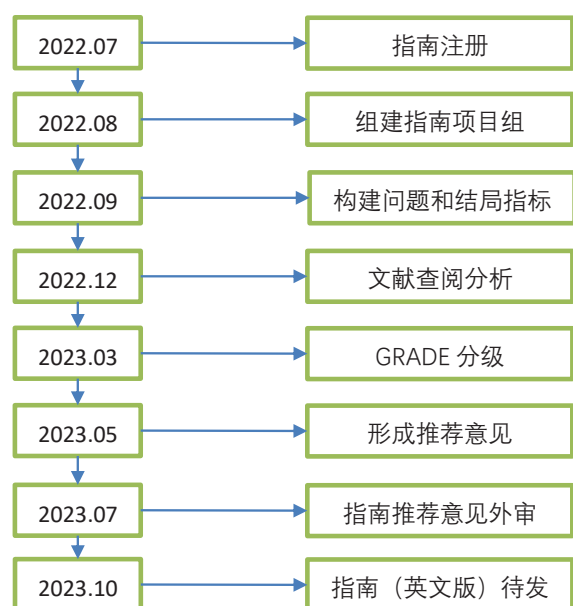 2022.07
指南注册
2022.08
组建指南项目组
2022.09
构建问题和结局指标
2022.12
文献查阅分析
2023.03
GRADE 分级
2023.05
形成推荐意见
2023.07
指南推荐意见外审
2023.10
指南（英文版）待发